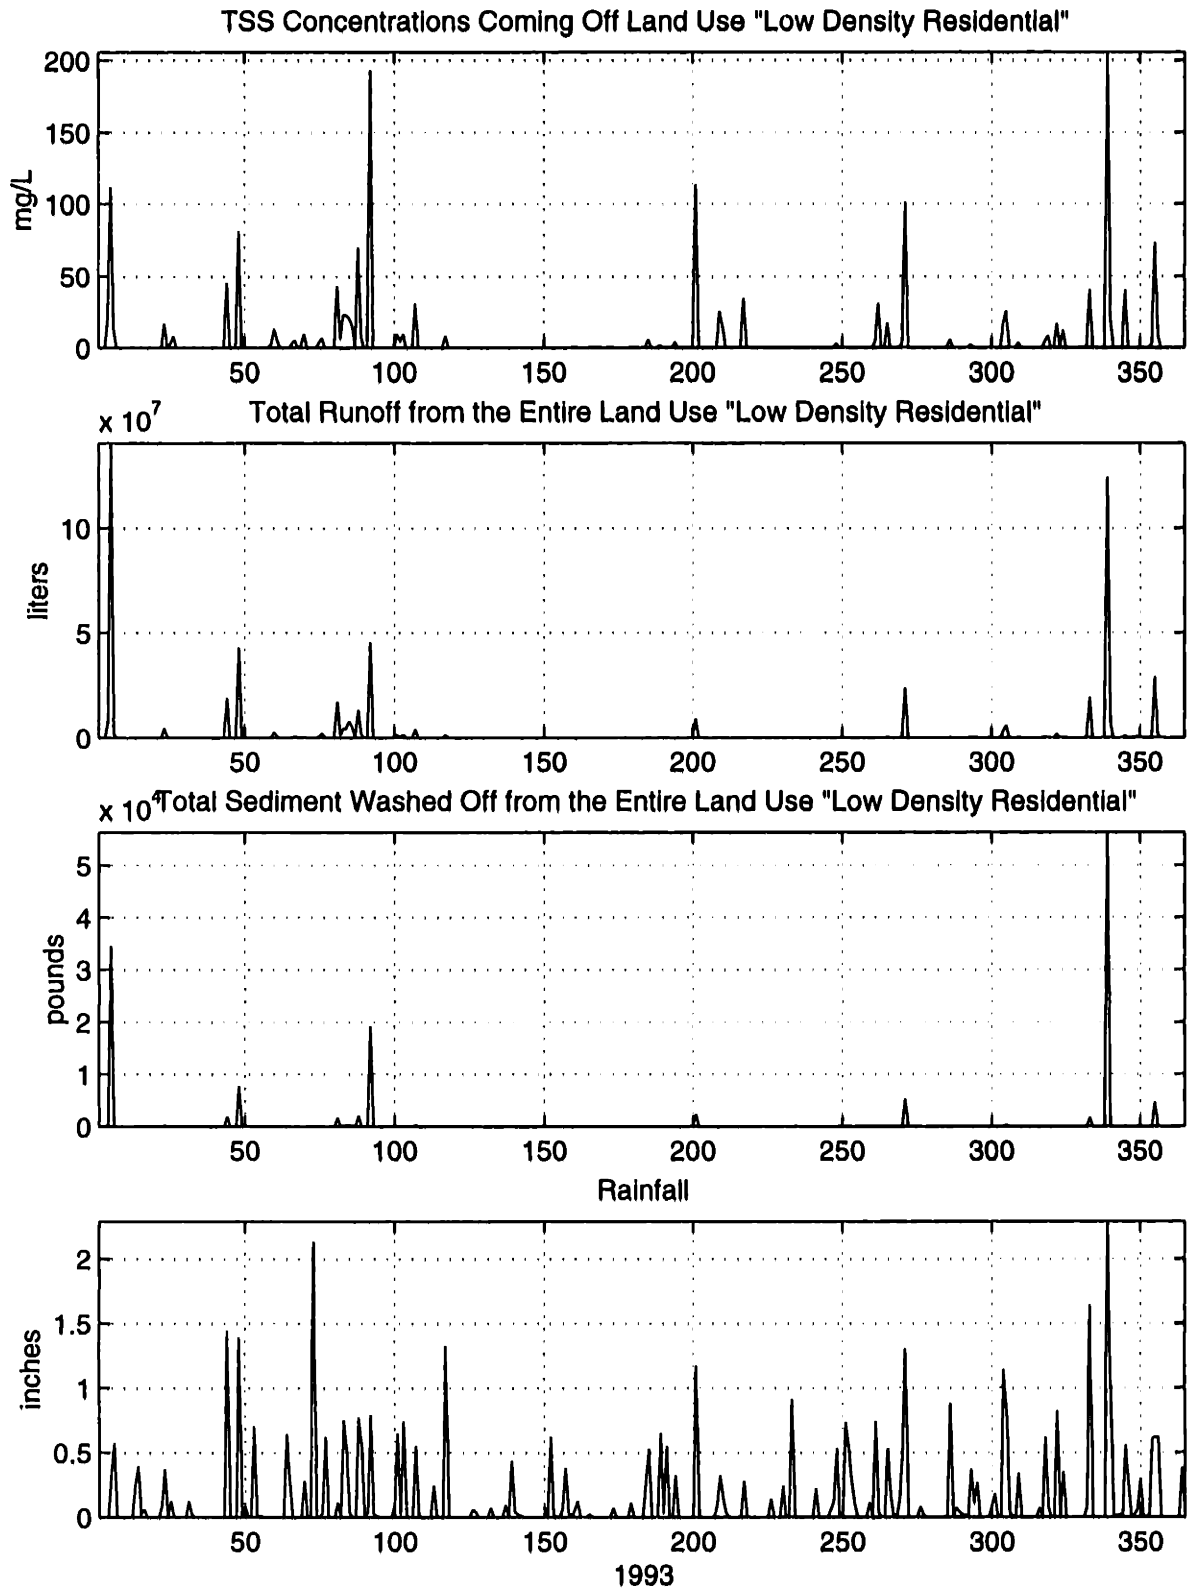 TSS Concentrations Coming Off Land Use "Low Density Residential"
200
150
100
50
0
mg/L
50 100 150 200 250 300 350
x 10^7
Total Runoff from the Entire Land Use "Low Density Residential"
10
5
0
liters
50 100 150 200 250 300 350
x 10^4
Total Sediment Washed Off from the Entire Land Use "Low Density Residential"
5
4
3
2
1
0
pounds
50 100 150 200 250 300 350
Rainfall
2
1.5
1
0.5
0
inches
50 100 150 200 250 300 350
1993